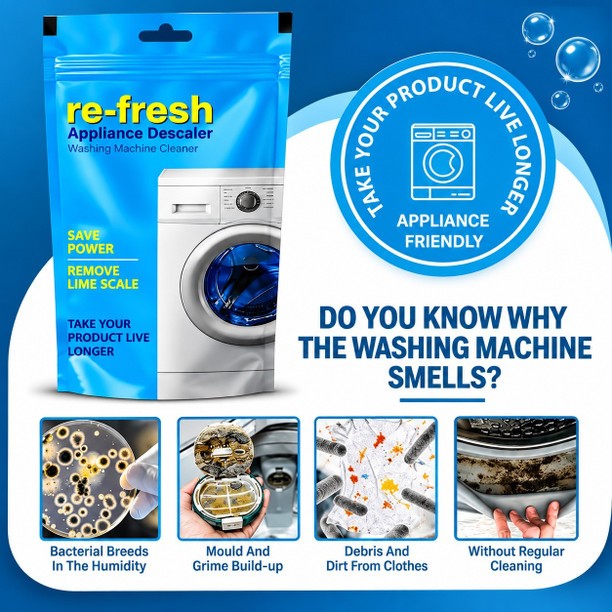 re-fresh
Appliance Descaler
Washing Machine Cleaner
SAVE
POWER
REMOVE
LIME SCALE
TAKE YOUR
PRODUCT LIVE
LONGER
TAKE YOUR PRODUCT LIVE LONGER
APPLIANCE
FRIENDLY
DO YOU KNOW WHY
THE WASHING MACHINE
SMELLS?
Bacterial Breeds
In The Humidity
Mould And
Grime Build-up
Debris And
Dirt From Clothes
Without Regular
Cleaning